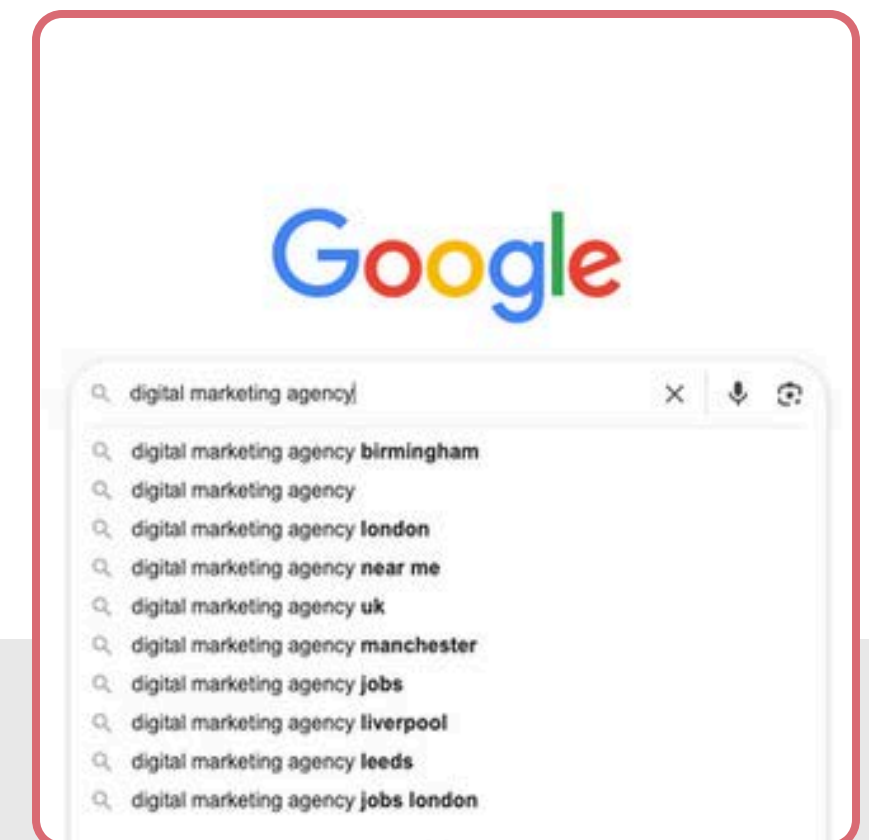 Google
digital marketing agency
digital marketing agency birmingham
digital marketing agency
digital marketing agency london
digital marketing agency near me
digital marketing agency uk
digital marketing agency manchester
digital marketing agency jobs
digital marketing agency liverpool
digital marketing agency leeds
digital marketing agency jobs london